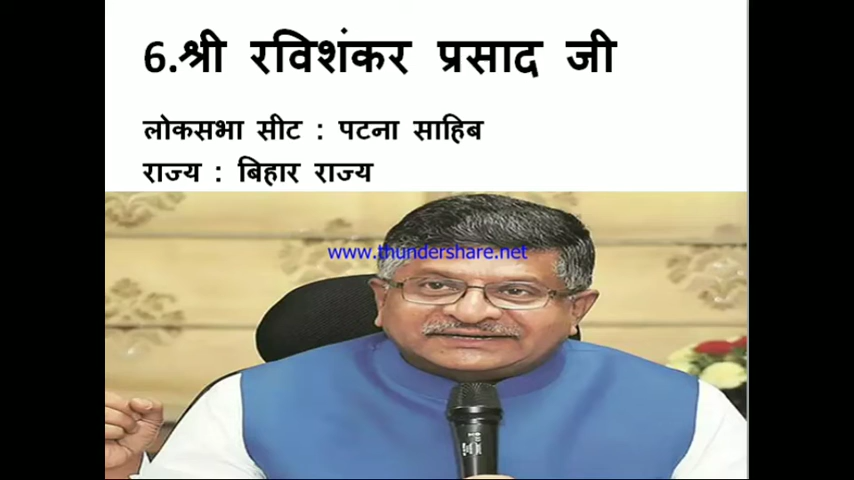 6.श्री रविशंकर प्रसाद जी
लोकसभा सीट : पटना साहिब
राज्य : बिहार राज्य
www.thundershare.net